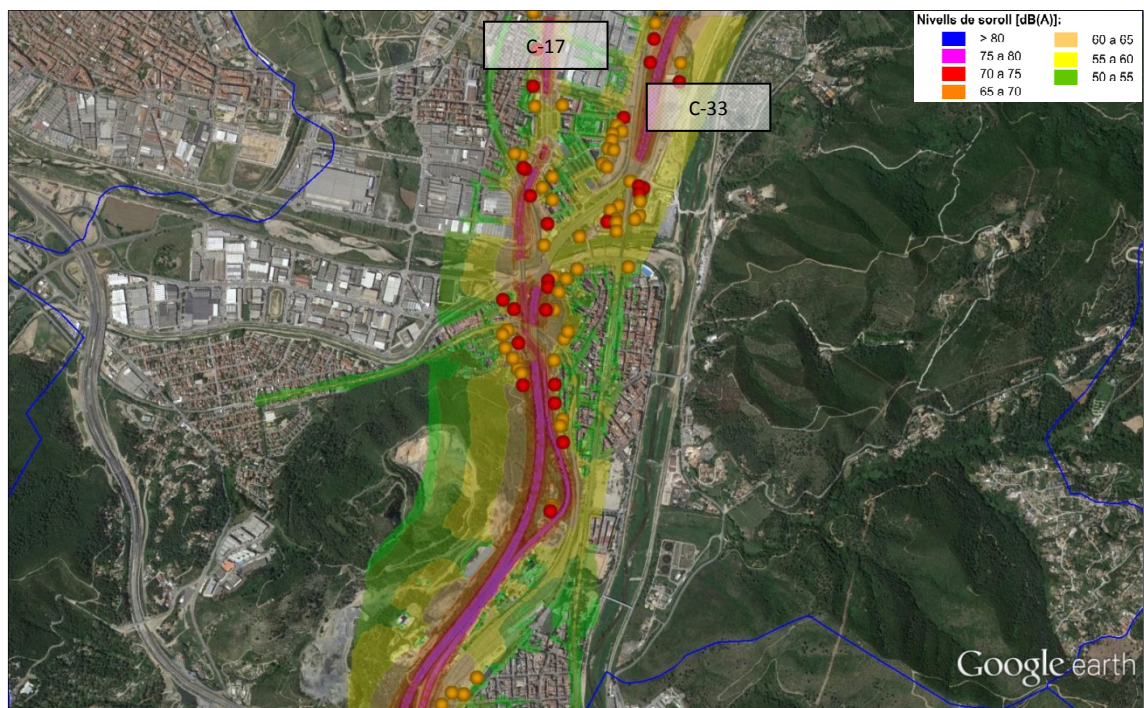 C-17
C-33
Nivells de soroll [dB(A)]:
> 80
75 a 80
70 a 75
65 a 70
60 a 65
55 a 60
50 a 55
Google earth